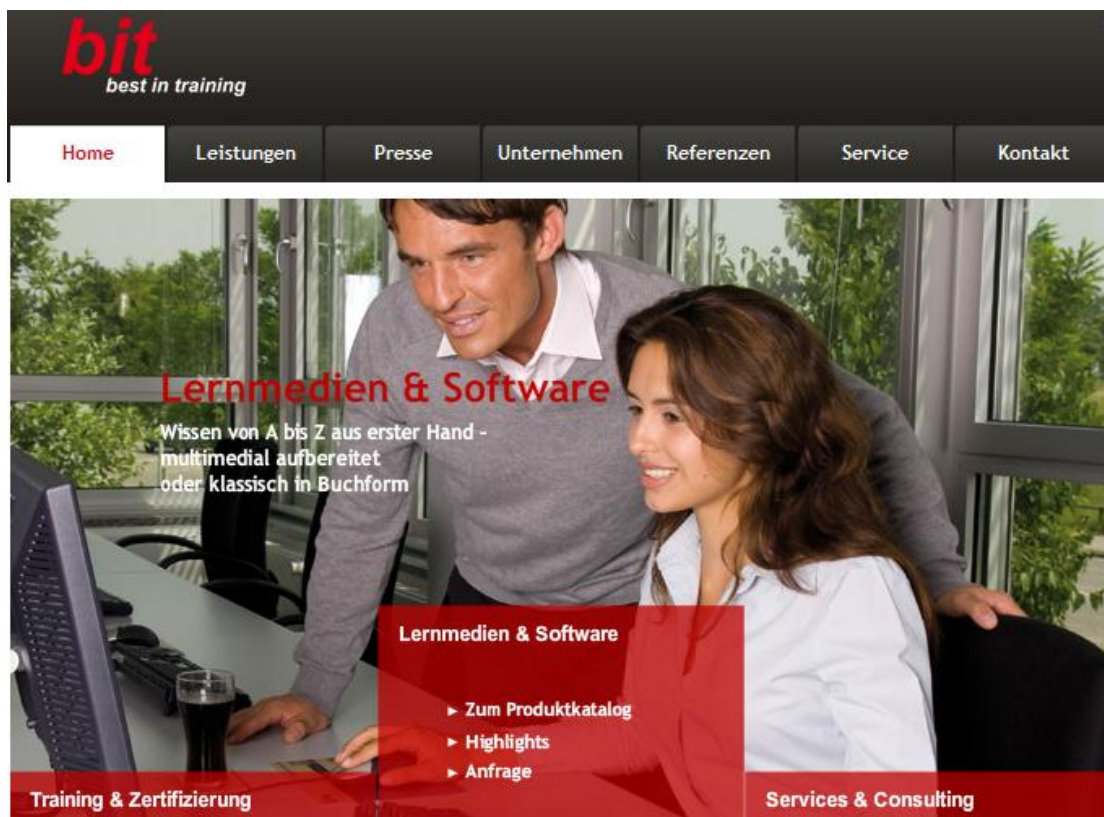 bit
best in training
Home Leistungen Presse Unternehmen Referenzen Service Kontakt
Lernmedien & Software
Wissen von A bis Z aus erster Hand -
multimedial aufbereitet
oder klassisch in Buchform
Lernmedien & Software
► Zum Produktkatalog
► Highlights
► Anfrage
Training & Zertifizierung
Services & Consulting